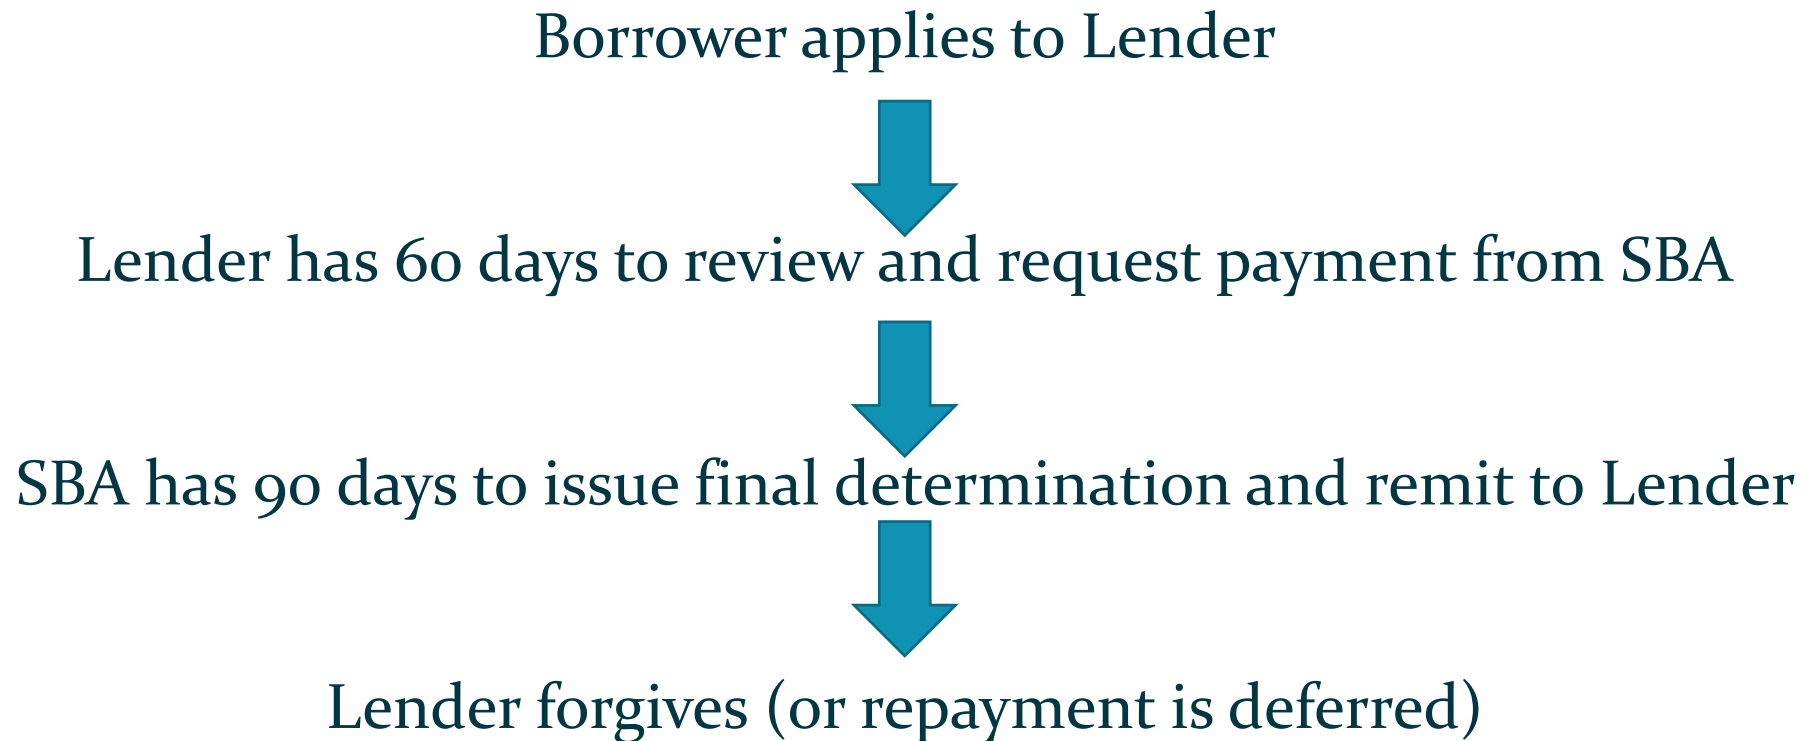 Borrower applies to Lender
Lender has 60 days to review and request payment from SBA
SBA has 90 days to issue final determination and remit to Lender
Lender forgives (or repayment is deferred)